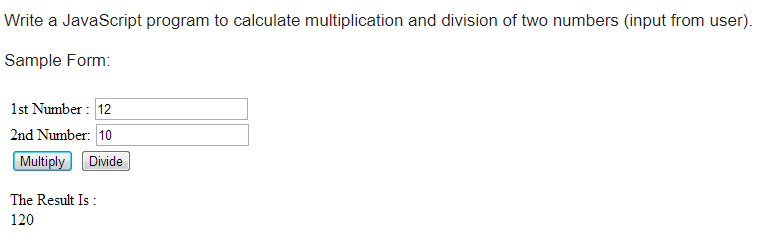 Write a JavaScript program to calculate multiplication and division of two numbers (input from user).
Sample Form:
1st Number : 12
2nd Number: 10
Multiply Divide
The Result Is :
120